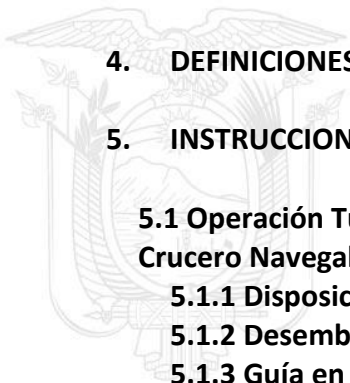 4. DEFINICIONES
5. INSTRUCCION
5.1 Operación Tu
Crucero Navegal
5.1.1 Disposic
5.1.2 Desemb
5.1.3 Guía en